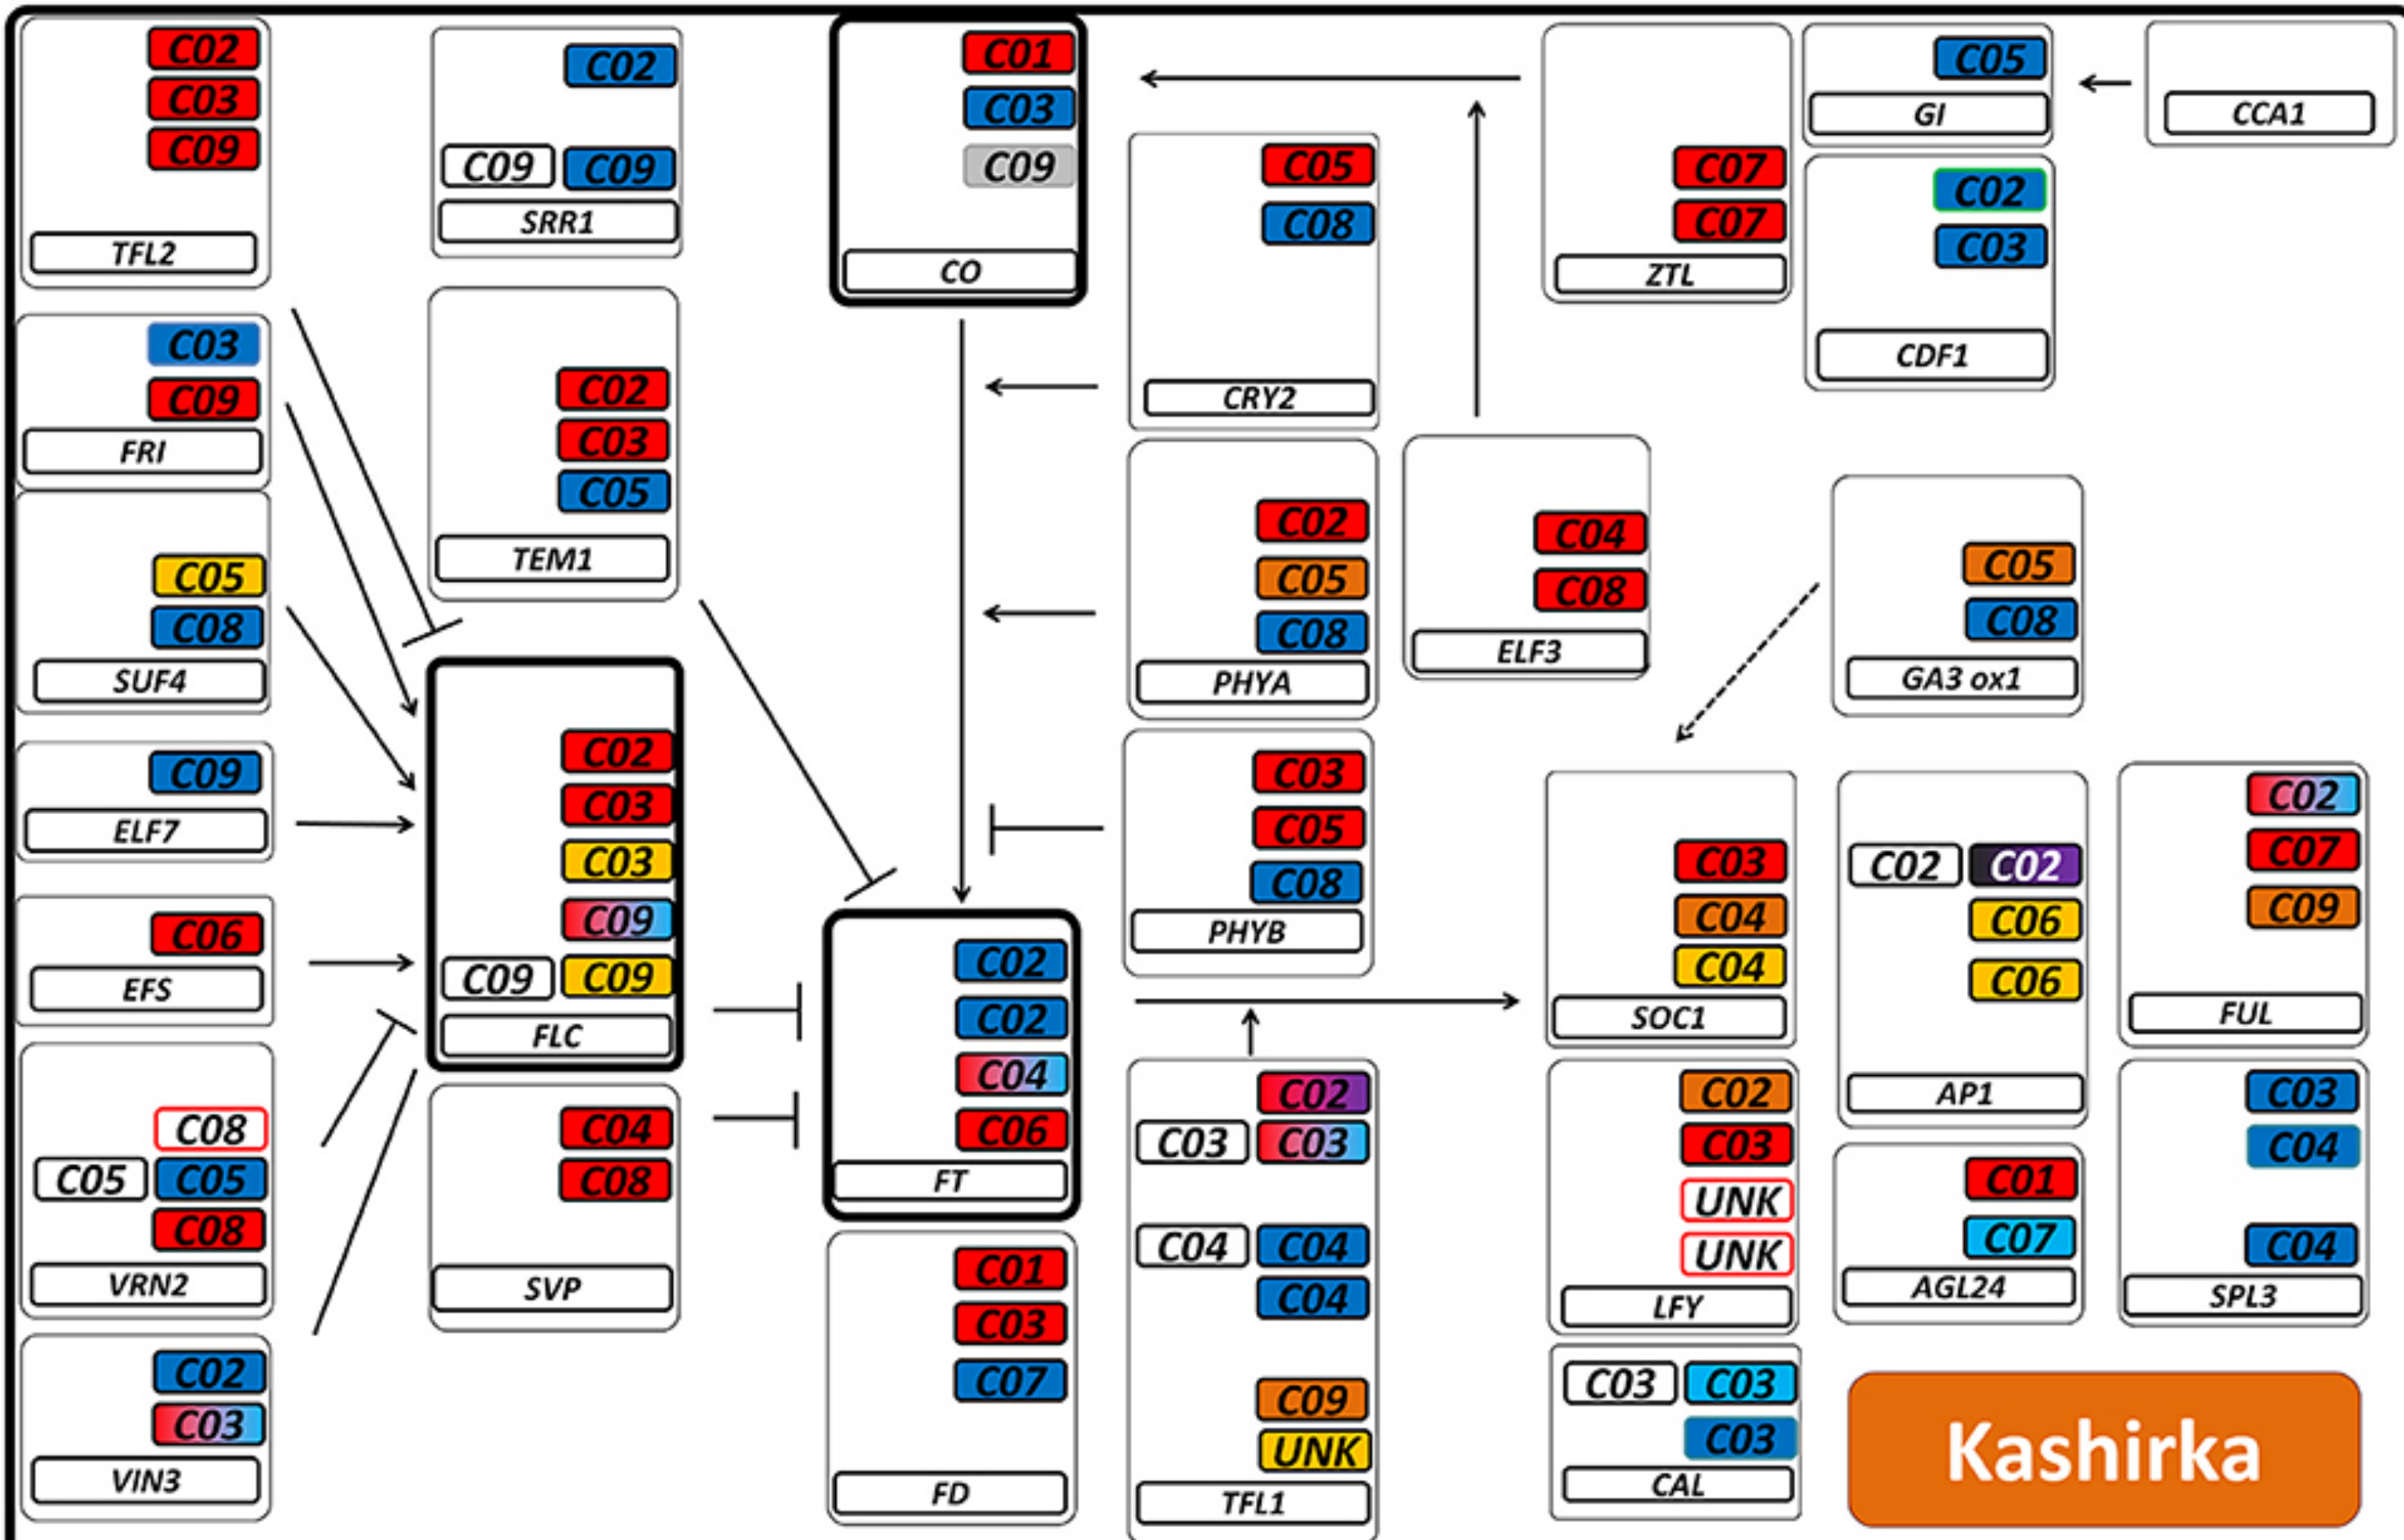 C02
C03
C09
TFL2
C03
C09
FRI
C05
C08
SUF4
C09
ELF7
C06
EFS
C08
C05 C05
C08
VRN2
C02
C03
VIN3
C02
C09 C09
SRR1
C02
C03
C05
TEM1
C02
C03
C03
C09
C09 C09
FLC
C04
C08
SVP
C01
C03
C09
CO
C02
C02
C04
C06
FT
C01
C03
C07
FD
C05
C08
CRY2
C02
C05
C08
PHYA
C03
C05
C08
PHYB
C02
C03 C03
C04 C04
C04
C09
UNK
TFL1
C04
C08
ELF3
C07
C07
ZTL
C05
GI
CCA1
C02
C03
CDF1
C05
C08
GA3 ox1
C03
C04
C04
SOC1
C02
C03
UNK
UNK
LFY
C03 C03
C03
CAL
C02 C02
C06
C06
AP1
C01
C07
AGL24
C02
C07
C09
FUL
C03
C04
C04
SPL3
Kashirka